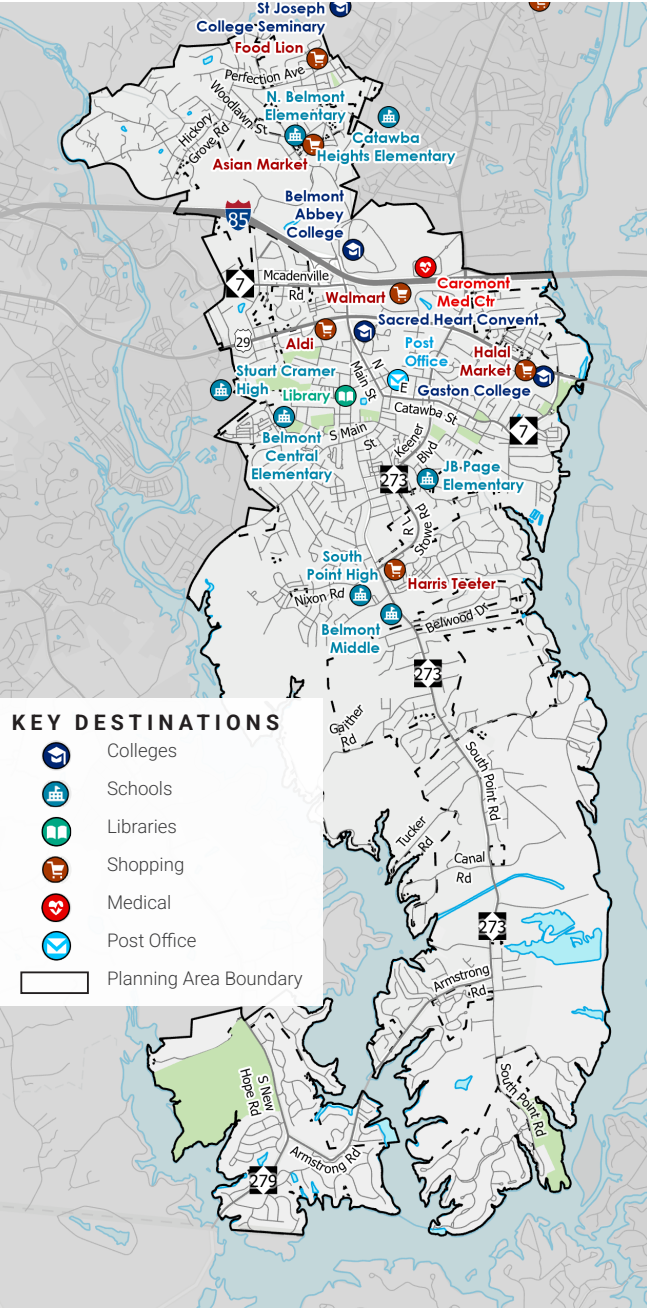 St Joseph
College Seminary
Food Lion
Perfection Ave
Woodlawn St
N. Belmont
Elementary
Hickory
Grove Rd
Catawba
Heights Elementary
Asian Market
85
Belmont
Abbey
College
7
Mcadenville
Rd
Walmart
Caromont
Med Ctr
Sacred Heart Convent
29
Aldi
Post
Office
Halal
Market
N
Main St
Stuart Cramer
High
Library
E
Catawba St
Gaston College
7
S Main
St
Belmont
Central
Elementary
Keener
Blvd
273
JB Page
Elementary
R L
Stowe Rd
South
Point High
Harris Teeter
Nixon Rd
Belmont
Middle
Belwood Dr
273
Gaither
Rd
KEY DESTINATIONS
Colleges
Schools
Libraries
Shopping
Medical
Post Office
Planning Area Boundary
South Point Rd
Tucker
Rd
Canal
Rd
273
Armstrong
Rd
S New
Hope Rd
South Point Rd
Armstrong Rd
279